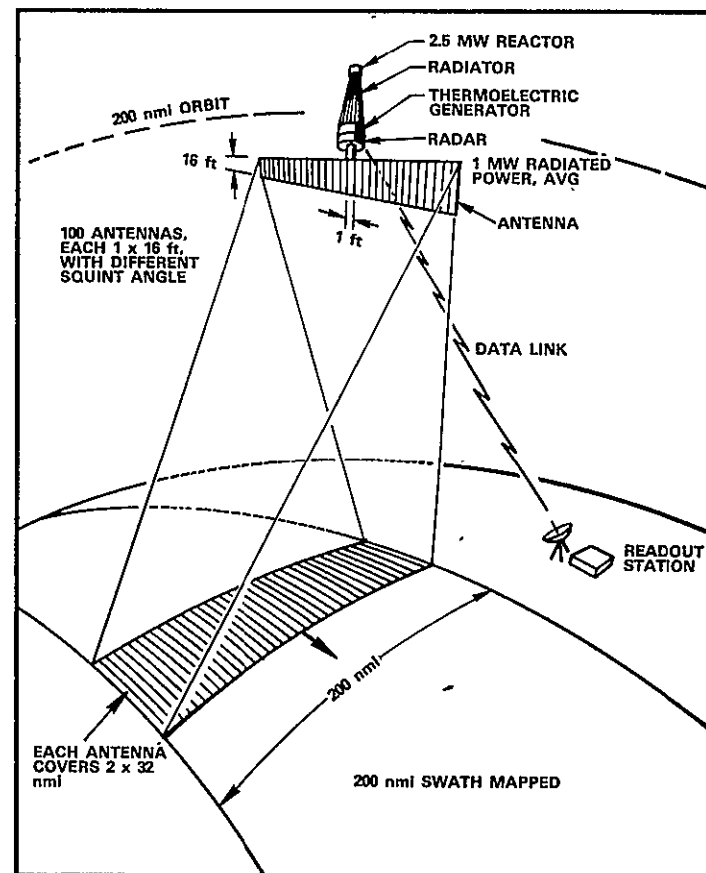 2.5 MW REACTOR
RADIATOR
THERMOELECTRIC
GENERATOR
RADAR
200 nmi ORBIT
16 ft
1 MW RADIATED
POWER, AVG
ANTENNA
1 ft
100 ANTENNAS,
EACH 1 x 16 ft,
WITH DIFFERENT
SQUINT ANGLE
DATA LINK
READOUT
STATION
200 nmi
EACH ANTENNA
COVERS 2 x 32
nmi
200 nmi SWATH MAPPED